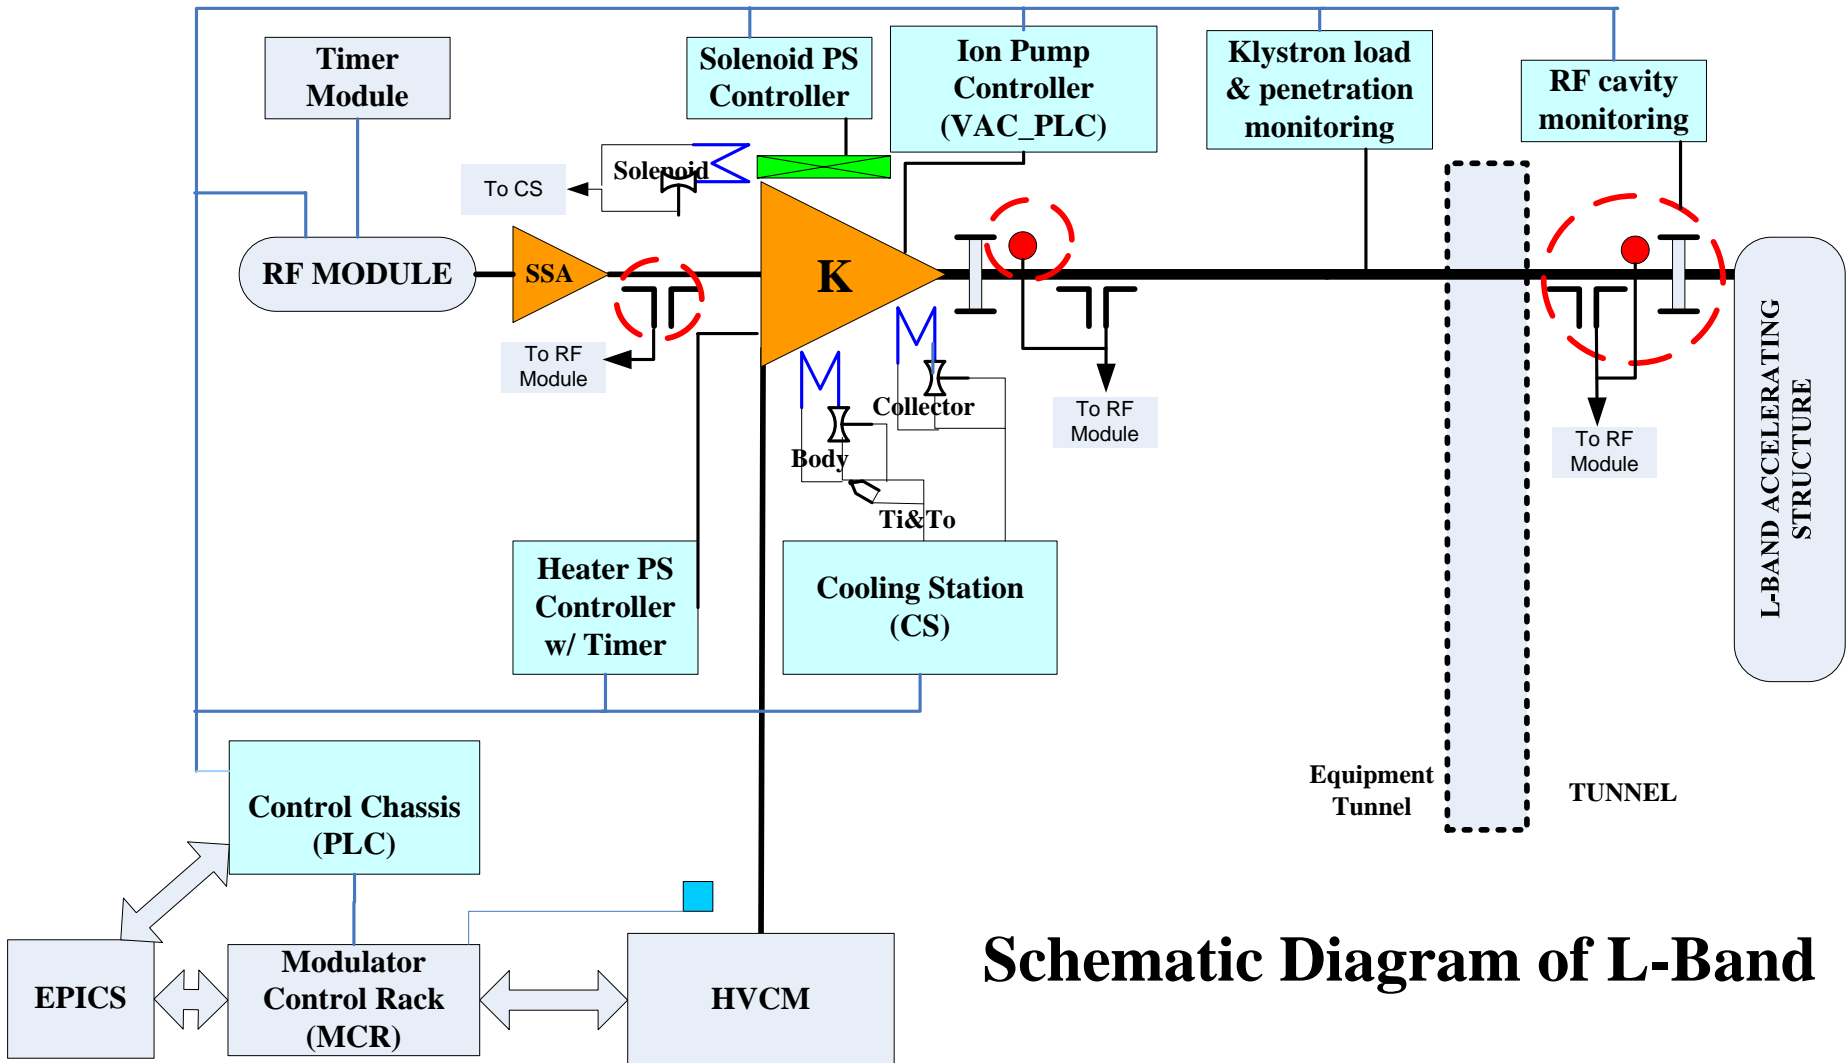 Timer
Module
Solenoid PS
Controller
Ion Pump
Controller
(VAC_PLC)
Klystron load
& penetration
monitoring
RF cavity
monitoring
To CS
Solenoid
RF MODULE
SSA
K
To RF
Module
Collector
Body
Ti&To
To RF
Module
To RF
Module
L-BAND ACCELERATING
STRUCTURE
Heater PS
Controller
w/ Timer
Cooling Station
(CS)
Equipment
Tunnel
TUNNEL
Control Chassis
(PLC)
EPICS
Modulator
Control Rack
(MCR)
HVCM
Schematic Diagram of L-Band